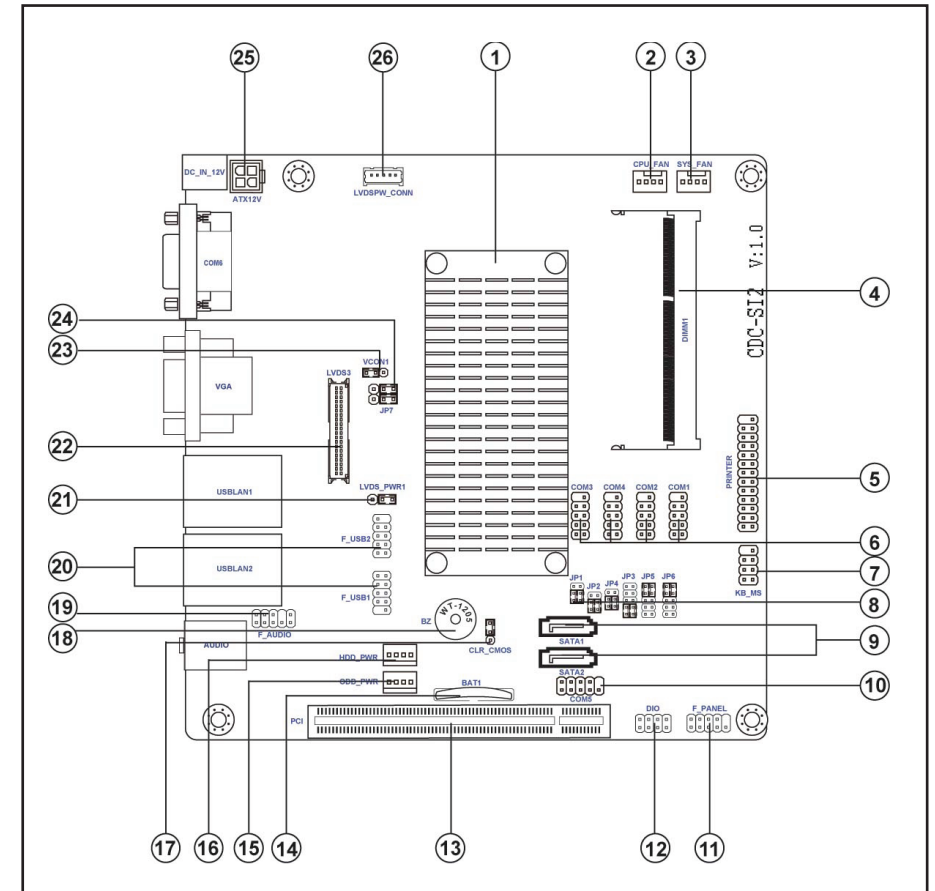 25
26
1
2
3
DC_IN_12V
ATX12V
LVDSPW_CONN
CPU_FAN
SYS_FAN
CDC-SI2 V:1.0
COM6
4
DIMM1
24
23
VCON1
LVDS3
JP7
VGA
22
PRINTER
5
21
LVDS_PWR1
USBLAN1
COM3
COM4
COM2
COM1
6
F_USB2
20
USBLAN2
7
KB_MS
F_USB1
JP1
JP2
JP4
JP3
JP5
JP6
8
19
F_AUDIO
18
BZ
WT-1205
AUDIO
CLR_CMOS
SATA1
9
HDD_PWR
SATA2
ODD_PWR
BAT1
COM5
10
PCI
DIO
F_PANEL
17
16
15
14
13
12
11